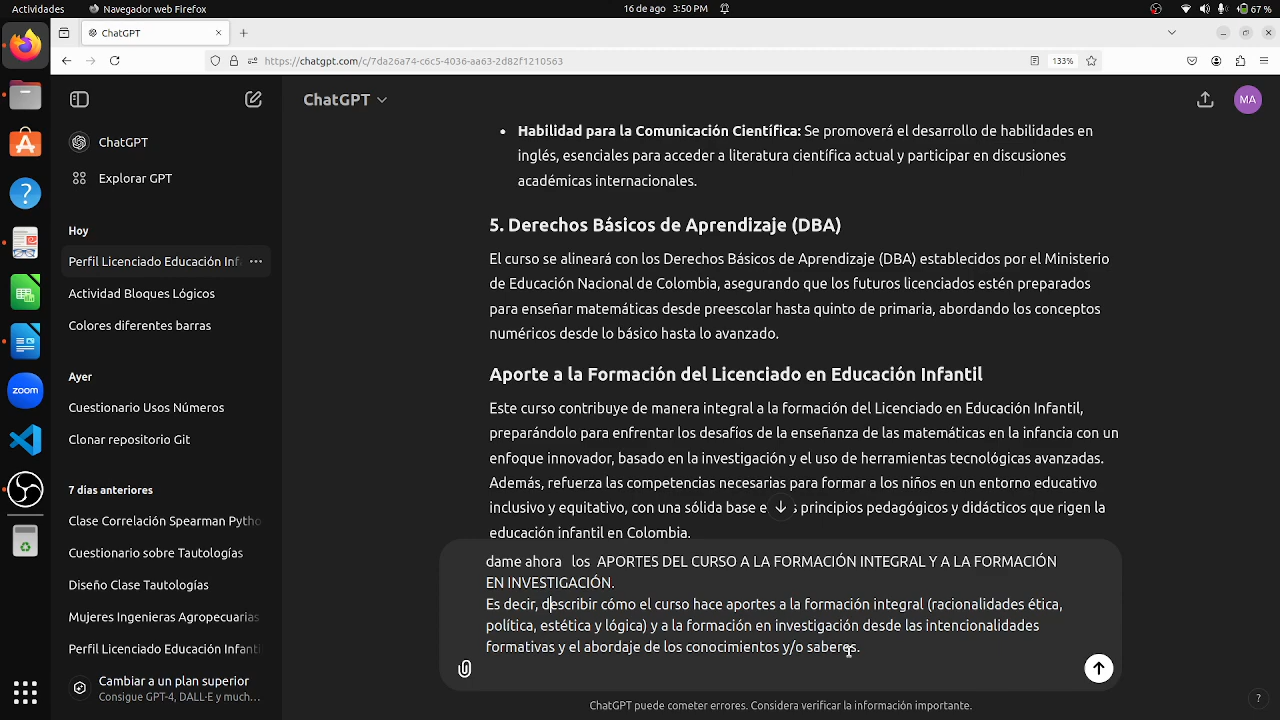 Actividades
Navegador web Firefox
16 de ago 3:50 PM
67 %
ChatGPT
https://chatgpt.com/c/7da26a74-c6c5-4036-aa63-2d82f1210563
133%
ChatGPT
MA
ChatGPT
Explorar GPT
Hoy
Perfil Licenciado Educación Inf
Actividad Bloques Lógicos
Colores diferentes barras
Ayer
Cuestionario Usos Números
Clonar repositorio Git
7 días anteriores
Clase Correlación Spearman Pytho
Cuestionario sobre Tautologías
Diseño Clase Tautologías
Mujeres Ingenieras Agroindustria
Perfil Licenciado Educación Infanti
Cambiar a un plan superior
Consigue GPT-4, DALL·E y much...
zoom
Habilidad para la Comunicación Científica: Se promoverá el desarrollo de habilidades en
inglés, esenciales para acceder a literatura científica actual y participar en discusiones
académicas internacionales.
5. Derechos Básicos de Aprendizaje (DBA)
El curso se alineará con los Derechos Básicos de Aprendizaje (DBA) establecidos por el Ministerio
de Educación Nacional de Colombia, asegurando que los futuros licenciados estén preparados
para enseñar matemáticas desde preescolar hasta quinto de primaria, abordando los conceptos
numéricos desde lo básico hasta lo avanzado.
Aporte a la Formación del Licenciado en Educación Infantil
Este curso contribuye de manera integral a la formación del Licenciado en Educación Infantil,
preparándolo para enfrentar los desafíos de la enseñanza de las matemáticas en la infancia con un
enfoque innovador, basado en la investigación y el uso de herramientas tecnológicas avanzadas.
Además, refuerza las competencias necesarias para formar a los niños en un entorno educativo
inclusivo y equitativo, con una sólida base e s principios pedagógicos y didácticos que rigen la
educación infantil en Colombia.
dame ahora los APORTES DEL CURSO A LA FORMACIÓN INTEGRAL Y A LA FORMACIÓN
EN INVESTIGACIÓN.
Es decir, describir cómo el curso hace aportes a la formación integral (racionalidades ética,
política, estética y lógica) y a la formación en investigación desde las intencionalidades
formativas y el abordaje de los conocimientos y/o saberes.
ChatGPT puede cometer errores. Considera verificar la información importante.
?